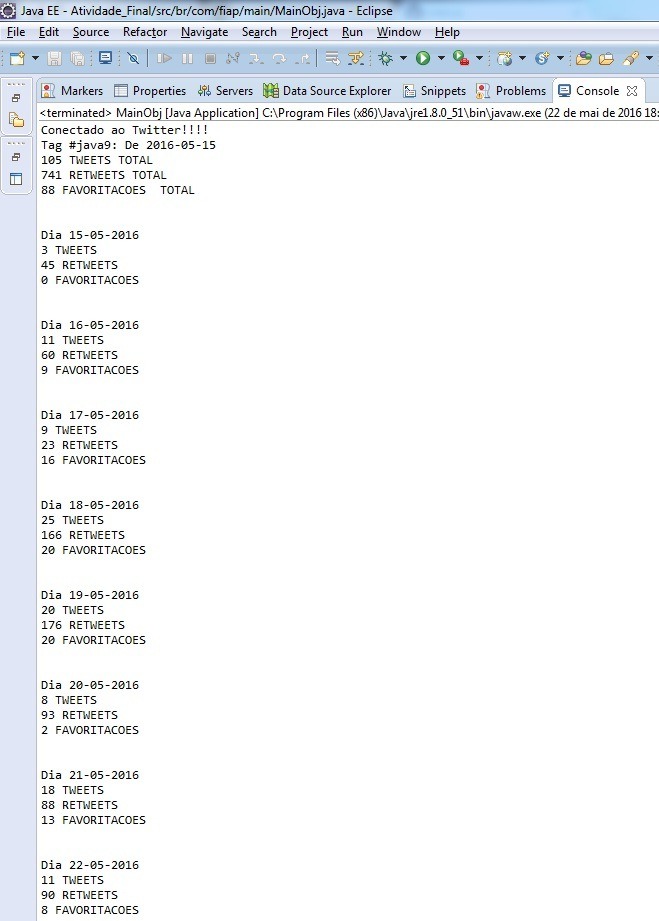 Java EE - Atividade_Final/src/br/com/fiap/main/MainObj.java - Eclipse
File Edit Source Refactor Navigate Search Project Run Window Help
Markers Properties Servers Data Source Explorer Snippets Problems Console
<terminated> MainObj [Java Application] C:\Program Files (x86)\Java\jre1.8.0_51\bin\javaw.exe (22 de mai de 2016 18:
Conectado ao Twitter!!!!
Tag #java9: De 2016-05-15
105 TWEETS TOTAL
741 RETWEETS TOTAL
88 FAVORITACOES  TOTAL
Dia 15-05-2016
3 TWEETS
45 RETWEETS
0 FAVORITACOES
Dia 16-05-2016
11 TWEETS
60 RETWEETS
9 FAVORITACOES
Dia 17-05-2016
9 TWEETS
23 RETWEETS
16 FAVORITACOES
Dia 18-05-2016
25 TWEETS
166 RETWEETS
20 FAVORITACOES
Dia 19-05-2016
20 TWEETS
176 RETWEETS
20 FAVORITACOES
Dia 20-05-2016
8 TWEETS
93 RETWEETS
2 FAVORITACOES
Dia 21-05-2016
18 TWEETS
88 RETWEETS
13 FAVORITACOES
Dia 22-05-2016
11 TWEETS
90 RETWEETS
8 FAVORITACOES